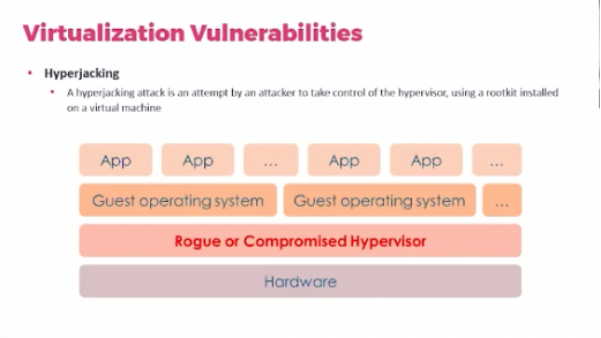 Virtualization Vulnerabilities
• Hyperjacking
• A hyperjacking attack is an attempt by an attacker to take control of the hypervisor, using a rootkit installed
on a virtual machine
App App ... App App ...
Guest operating system Guest operating system ...
Rogue or Compromised Hypervisor
Hardware